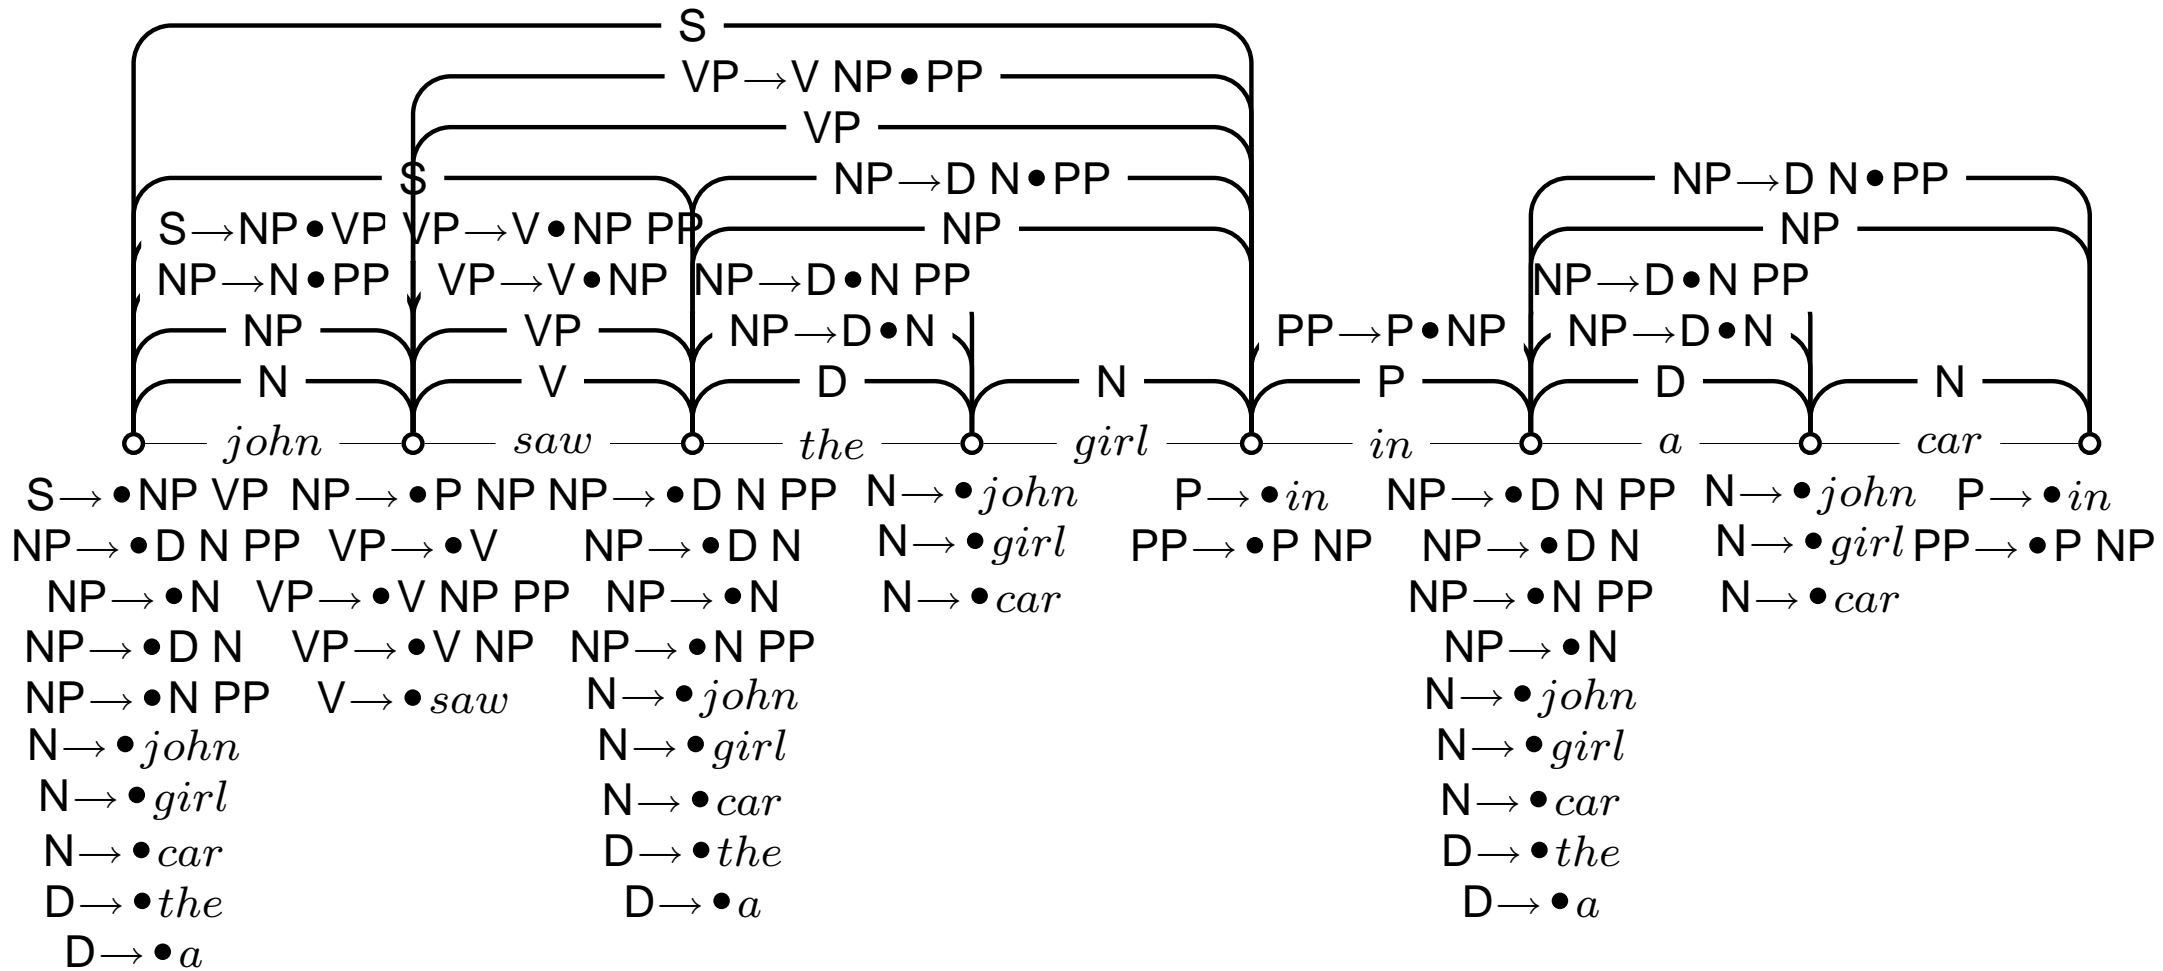 S
VP→V NP•PP
VP
S NP→D N•PP NP→D N•PP
S→NP•VP VP→V•NP PP NP NP
NP→N•PP VP→V•NP NP→D•N PP NP→D•N PP
NP VP NP→D•N PP→P•NP NP→D•N
N V D N P D N
john saw the girl in a car
S→•NP VP NP→•P NP NP→•D N PP N→•john P→•in NP→•D N PP N→•john P→•in
NP→•D N PP VP→•V NP→•D N N→•girl PP→•P NP NP→•D N N→•girl PP→•P NP
NP→•N VP→•V NP PP NP→•N N→•car NP→•N PP N→•car
NP→•D N VP→•V NP NP→•N PP NP→•N
NP→•N PP V→•saw N→•john N→•john
N→•john N→•girl N→•girl
N→•girl N→•car N→•car
N→•car D→•the D→•the
D→•the D→•a D→•a
D→•a